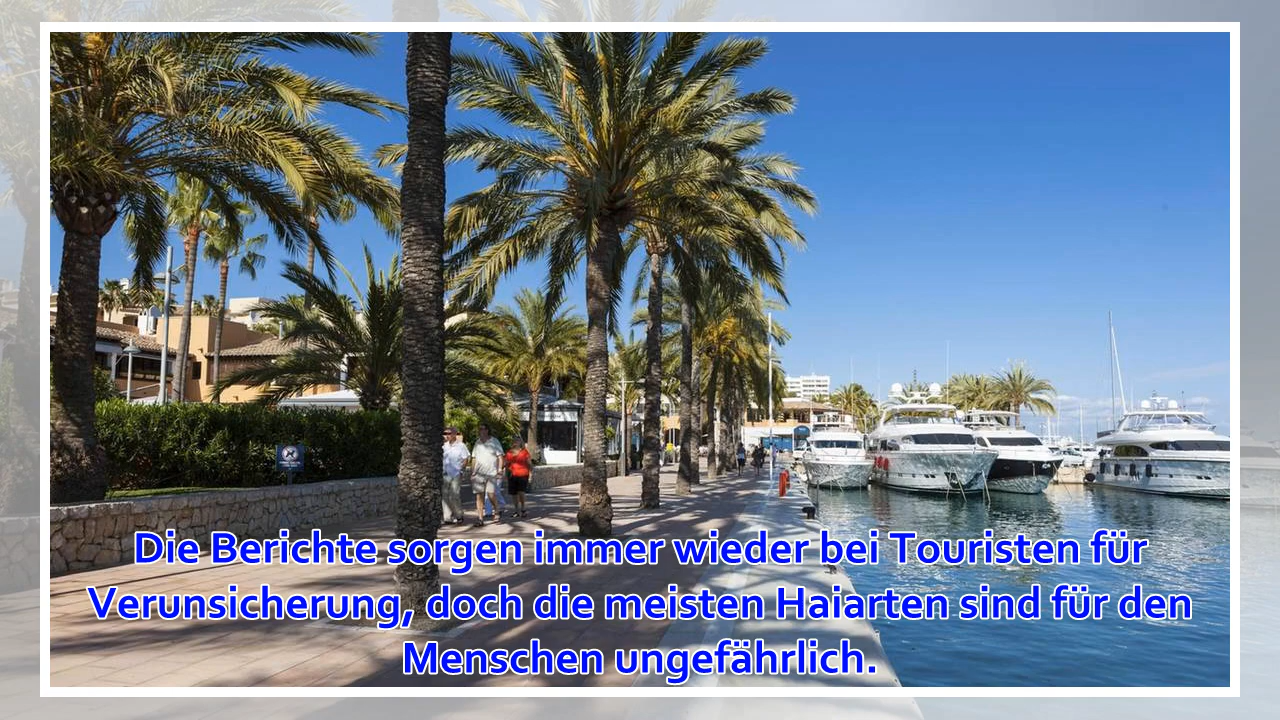 Die Berichte sorgen immer wieder bei Touristen für
Verunsicherung, doch die meisten Haiarten sind für den
Menschen ungefährlich.